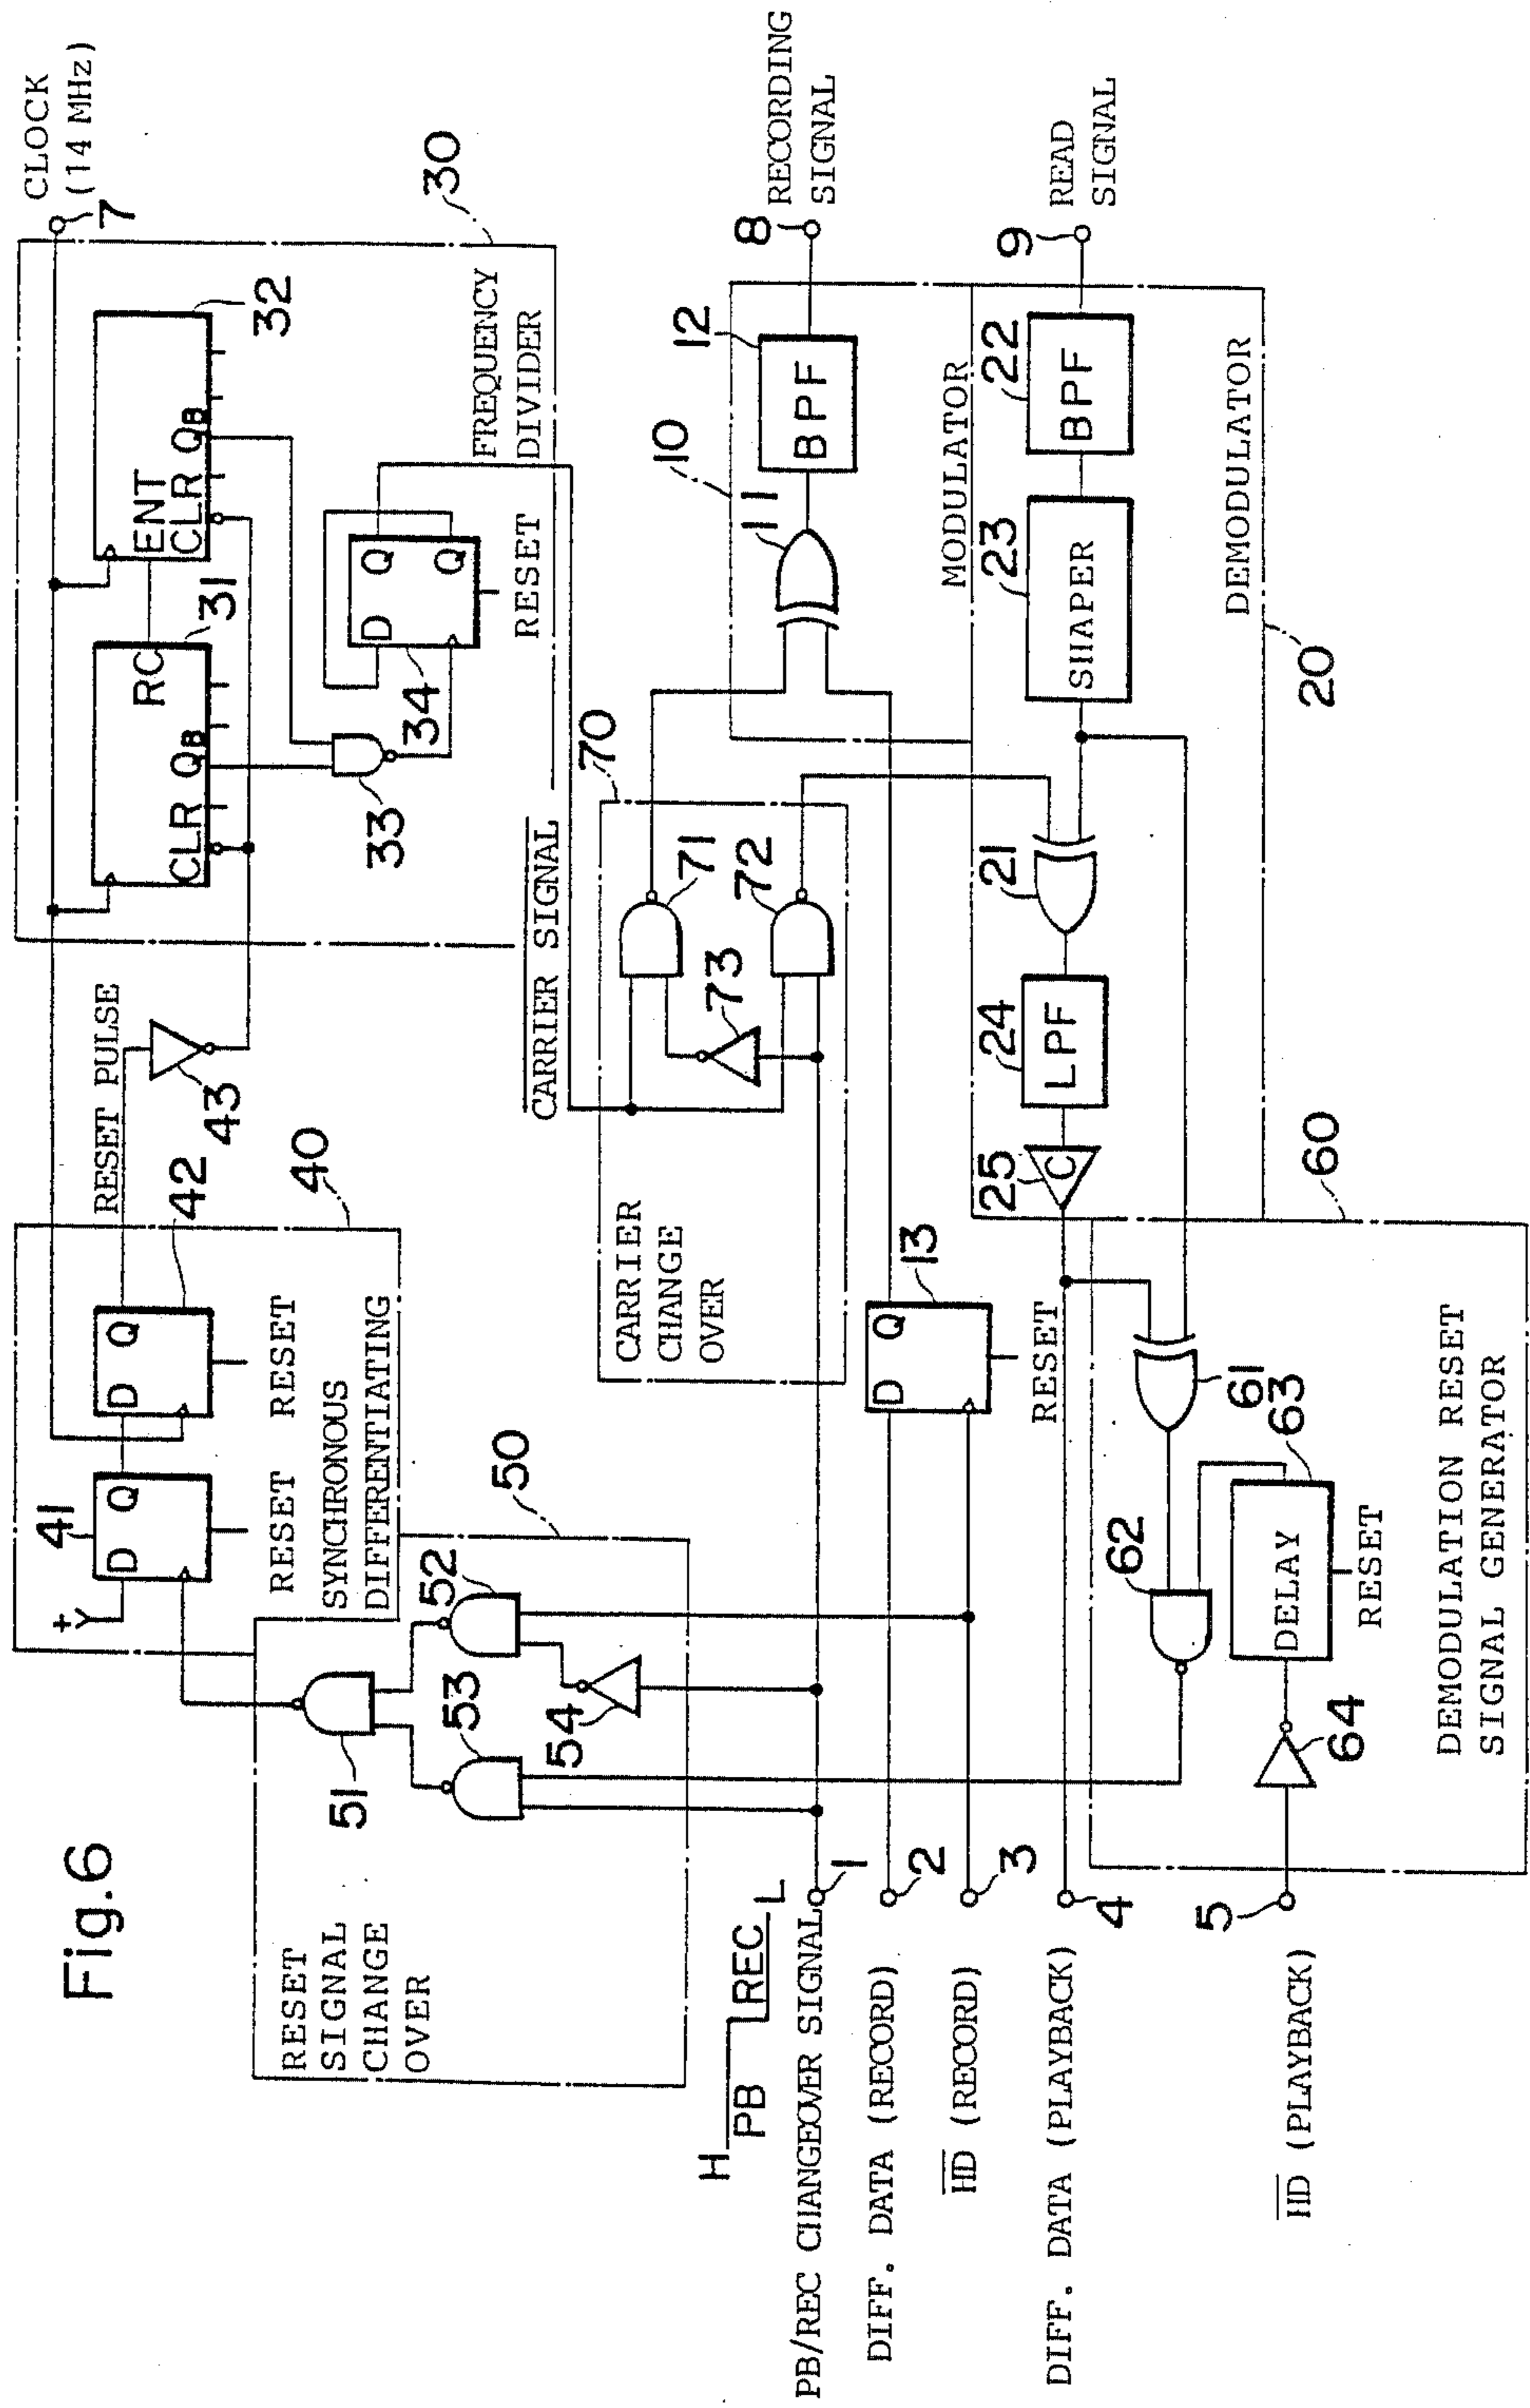 Fig.6
CLOCK
(14 MHz)
7
30
32
ENT
CLR
QB
31
RC
CLR
QB
33
34
D
Q
Q
RESET
FREQUENCY
DIVIDER
RESET PULSE
43
40
42
D
Q
RESET
41
D
Q
RESET
+V
SYNCHRONOUS
DIFFERENTIATING
50
51
52
53
54
RESET
SIGNAL
CHANGE
OVER
CARRIER SIGNAL
70
71
72
73
CARRIER
CHANGE
OVER
10
11
12
BPF
8
RECORDING
SIGNAL
MODULATOR
13
D
Q
RESET
9
READ
SIGNAL
22
BPF
23
SHAPER
21
24
LPF
25
C
DEMODULATOR
20
60
61
62
63
DELAY
RESET
64
DEMODULATION RESET
SIGNAL GENERATOR
H
PB
REC
L
PB/REC CHANGEOVER SIGNAL
1
DIFF. DATA (RECORD)
2
HD (RECORD)
3
DIFF. DATA (PLAYBACK)
4
HD (PLAYBACK)
5